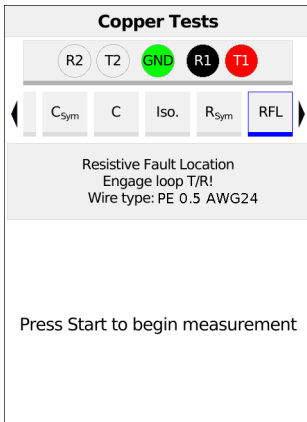 Copper Tests
R2 T2 GND R1 T1
CSym C Iso. RSym RFL
Resistive Fault Location
Engage loop T/R!
Wire type: PE 0.5 AWG24
Press Start to begin measurement